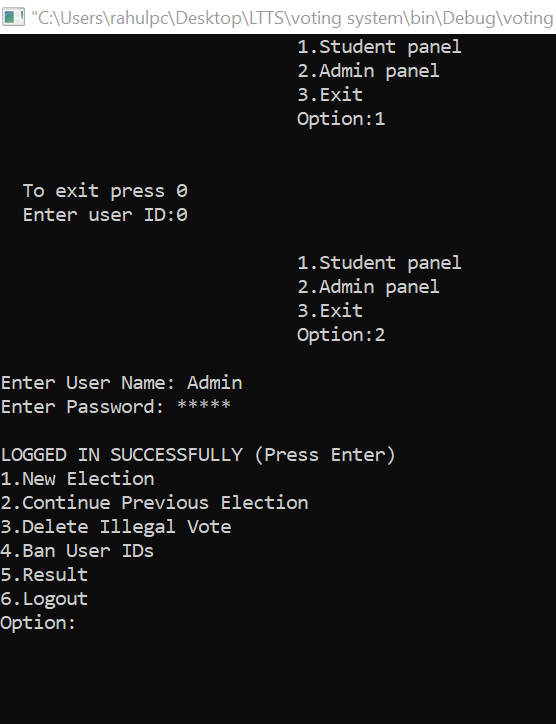 "C:\Users\rahulpc\Desktop\LTTS\voting system\bin\Debug\voting
1.Student panel
2.Admin panel
3.Exit
Option:1
To exit press 0
Enter user ID:0
1.Student panel
2.Admin panel
3.Exit
Option:2
Enter User Name: Admin
Enter Password: *****
LOGGED IN SUCCESSFULLY (Press Enter)
1.New Election
2.Continue Previous Election
3.Delete Illegal Vote
4.Ban User IDs
5.Result
6.Logout
Option: